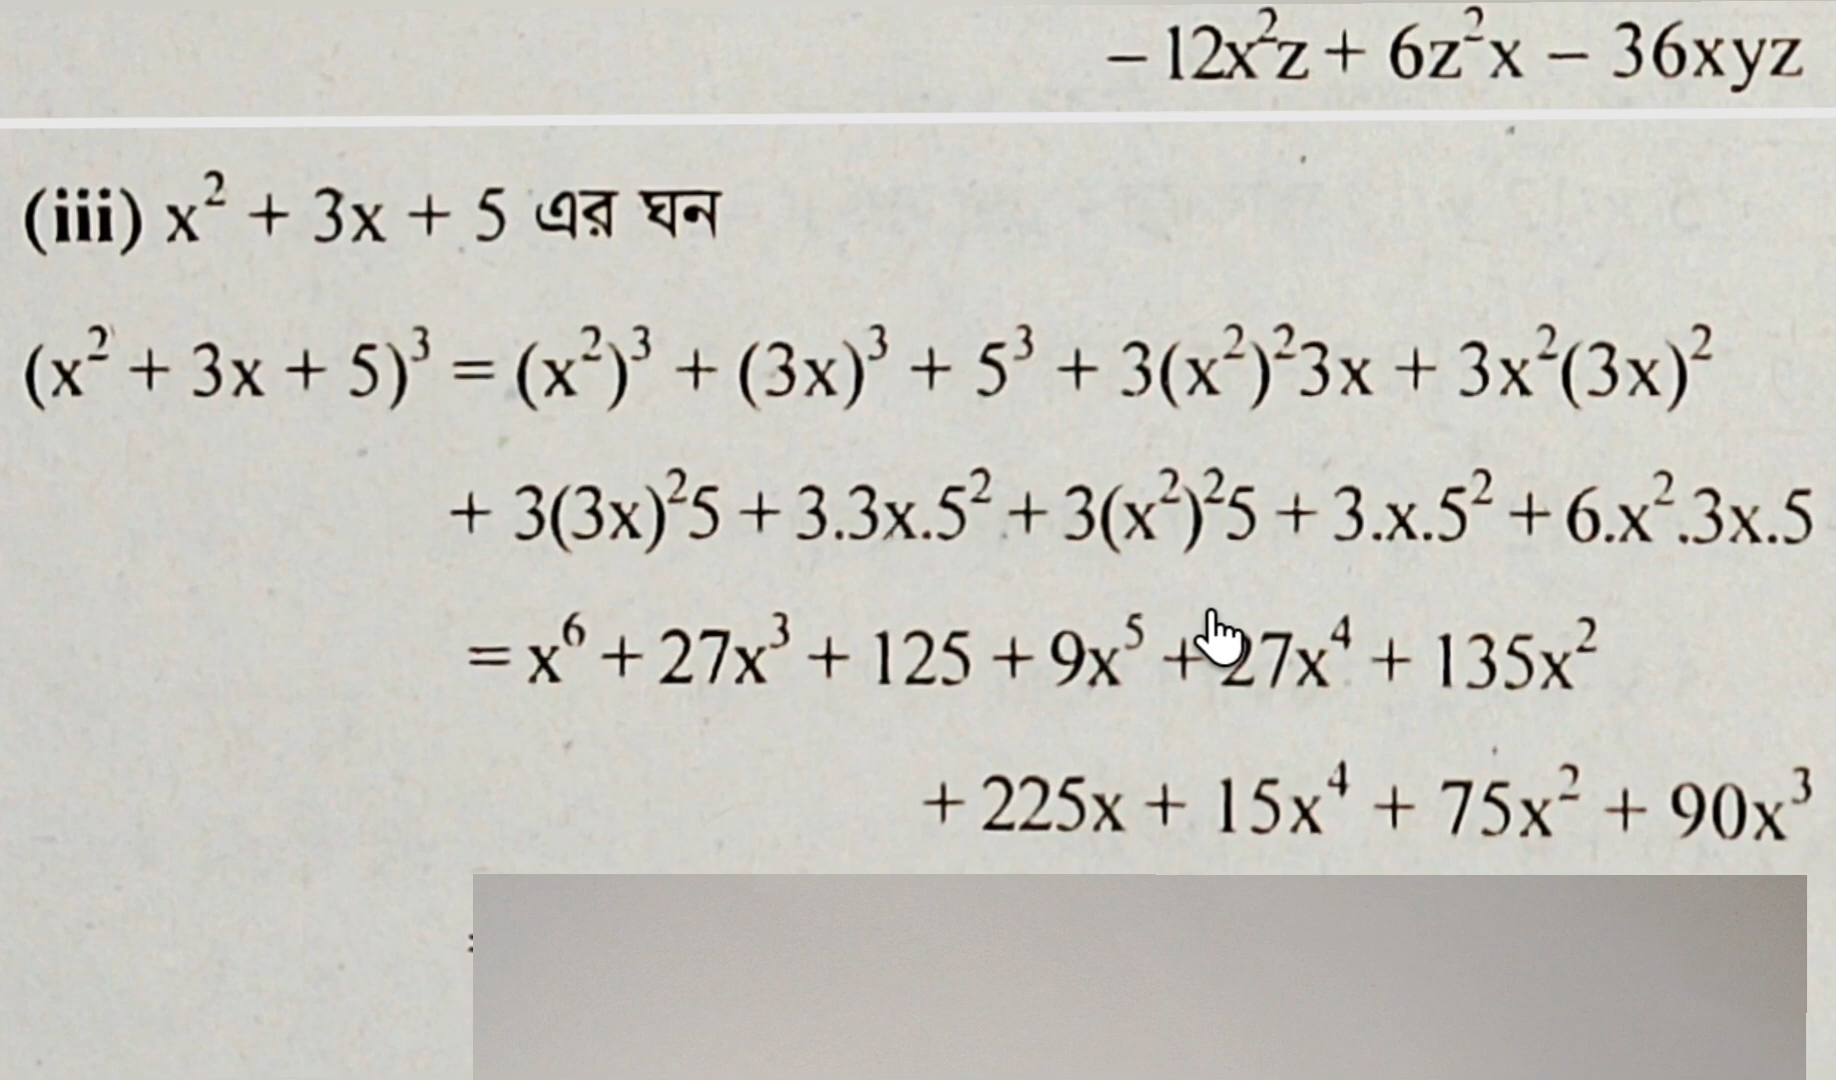 − 12x²z + 6z²x − 36xyz
(iii) x² + 3x + 5 এর ঘন
(x² + 3x + 5)³ = (x²)³ + (3x)³ + 5³ + 3(x²)²3x + 3x²(3x)²
+ 3(3x)²5 + 3.3x.5² + 3(x²)²5 + 3.x.5² + 6.x².3x.5
= x⁶ + 27x³ + 125 + 9x⁵ + 27x⁴ + 135x²
+ 225x + 15x⁴ + 75x² + 90x³